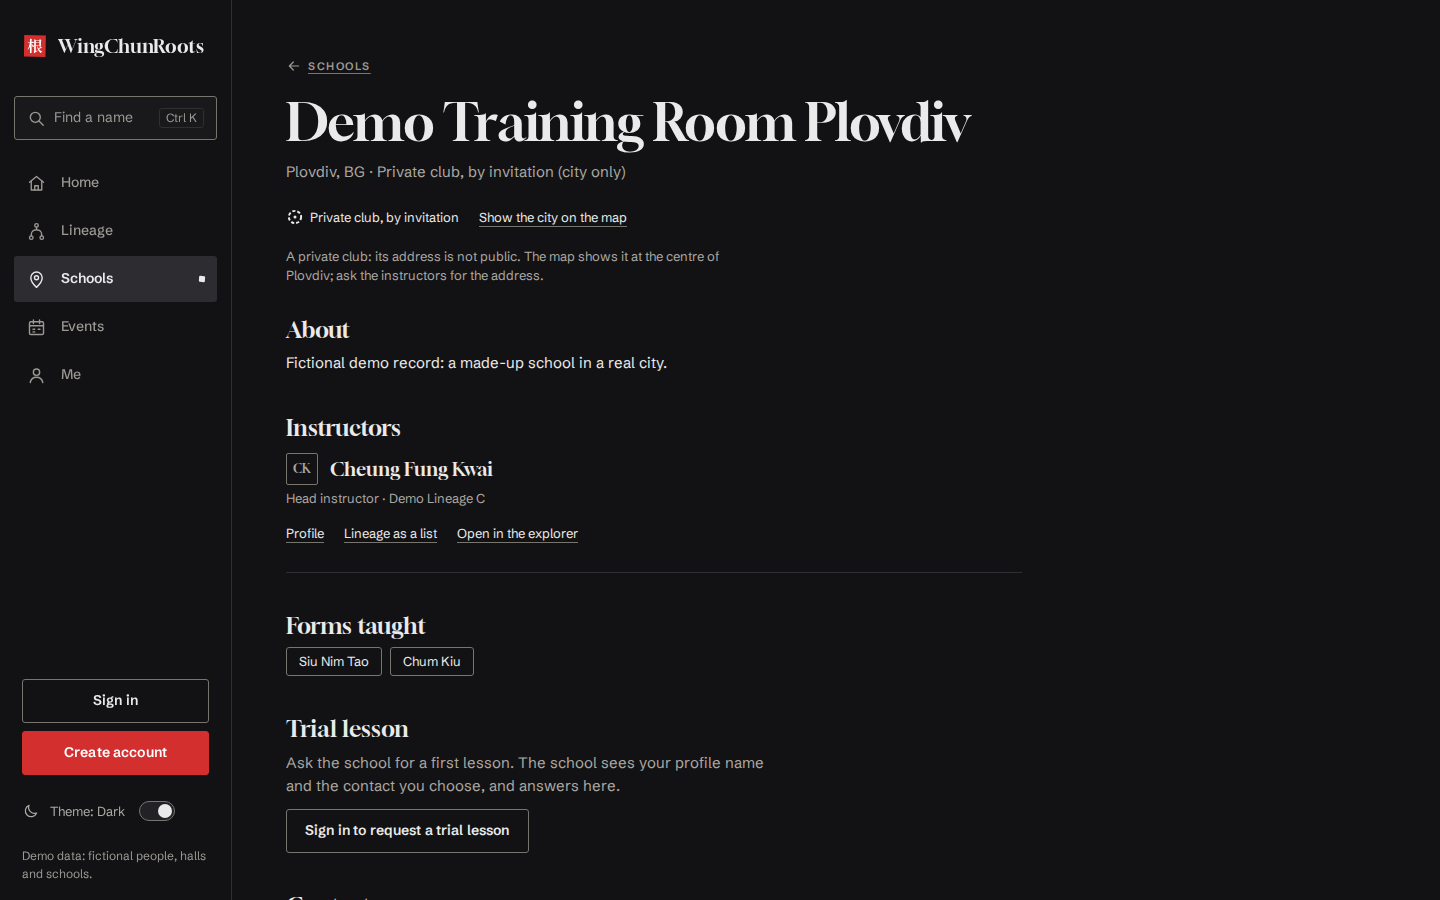 根 WingChunRoots
Find a name Ctrl K
Home
Lineage
Schools
Events
Me
Sign in
Create account
Theme: Dark
Demo data: fictional people, halls
and schools.
SCHOOLS
Demo Training Room Plovdiv
Plovdiv, BG · Private club, by invitation (city only)
Private club, by invitation Show the city on the map
A private club: its address is not public. The map shows it at the centre of
Plovdiv; ask the instructors for the address.
About
Fictional demo record: a made-up school in a real city.
Instructors
CK Cheung Fung Kwai
Head instructor · Demo Lineage C
Profile Lineage as a list Open in the explorer
Forms taught
Siu Nim Tao Chum Kiu
Trial lesson
Ask the school for a first lesson. The school sees your profile name
and the contact you choose, and answers here.
Sign in to request a trial lesson